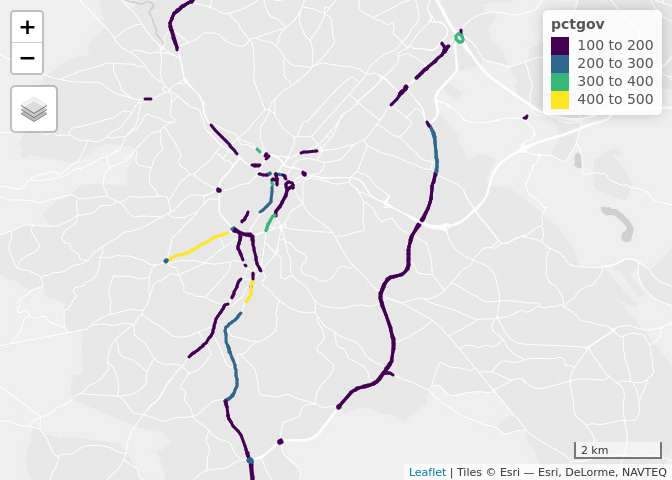 +
−
pctgov
100 to 200
200 to 300
300 to 400
400 to 500
2 km
Leaflet | Tiles © Esri — Esri, DeLorme, NAVTEQ